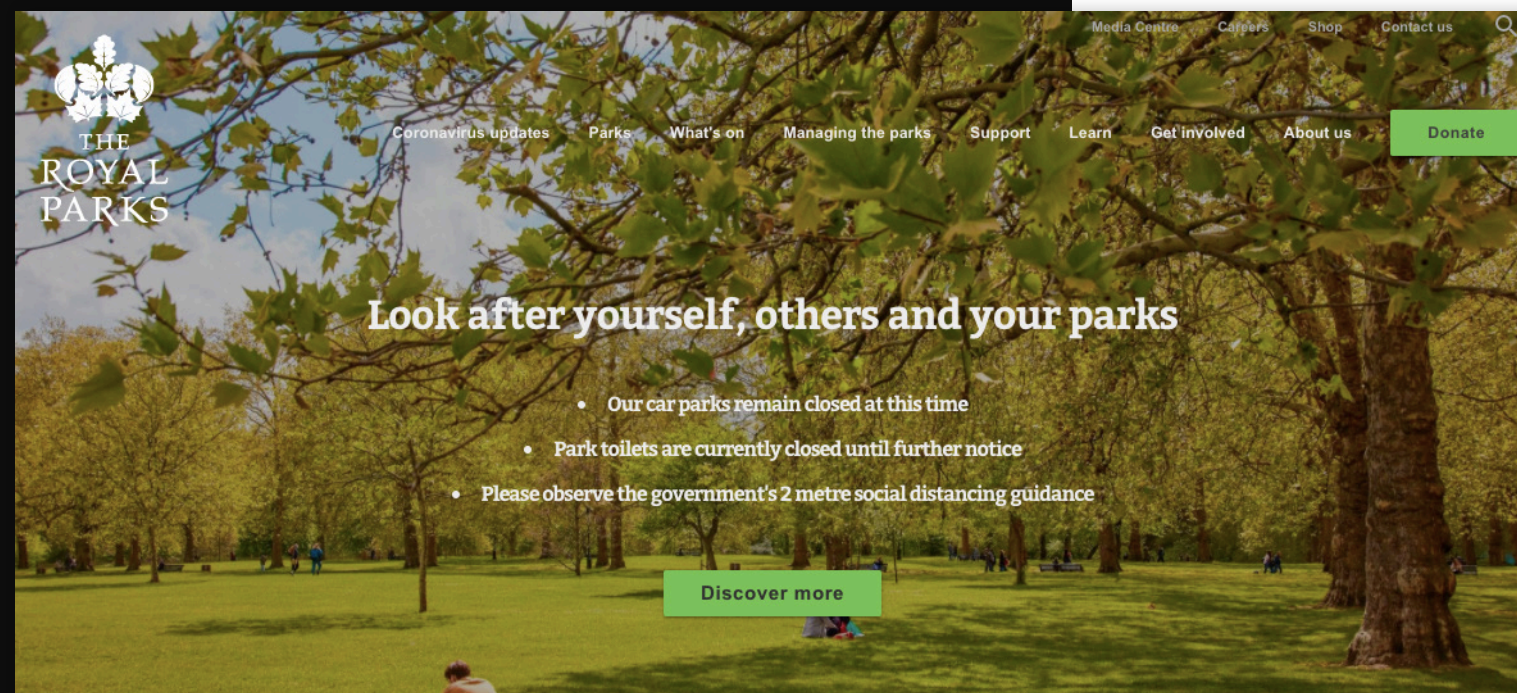 Media Centre Careers Shop Contact us
THE
ROYAL
PARKS
Coronavirus updates Parks What's on Managing the parks Support Learn Get involved About us Donate
Look after yourself, others and your parks
• Our car parks remain closed at this time
• Park toilets are currently closed until further notice
• Please observe the government's 2 metre social distancing guidance
Discover more